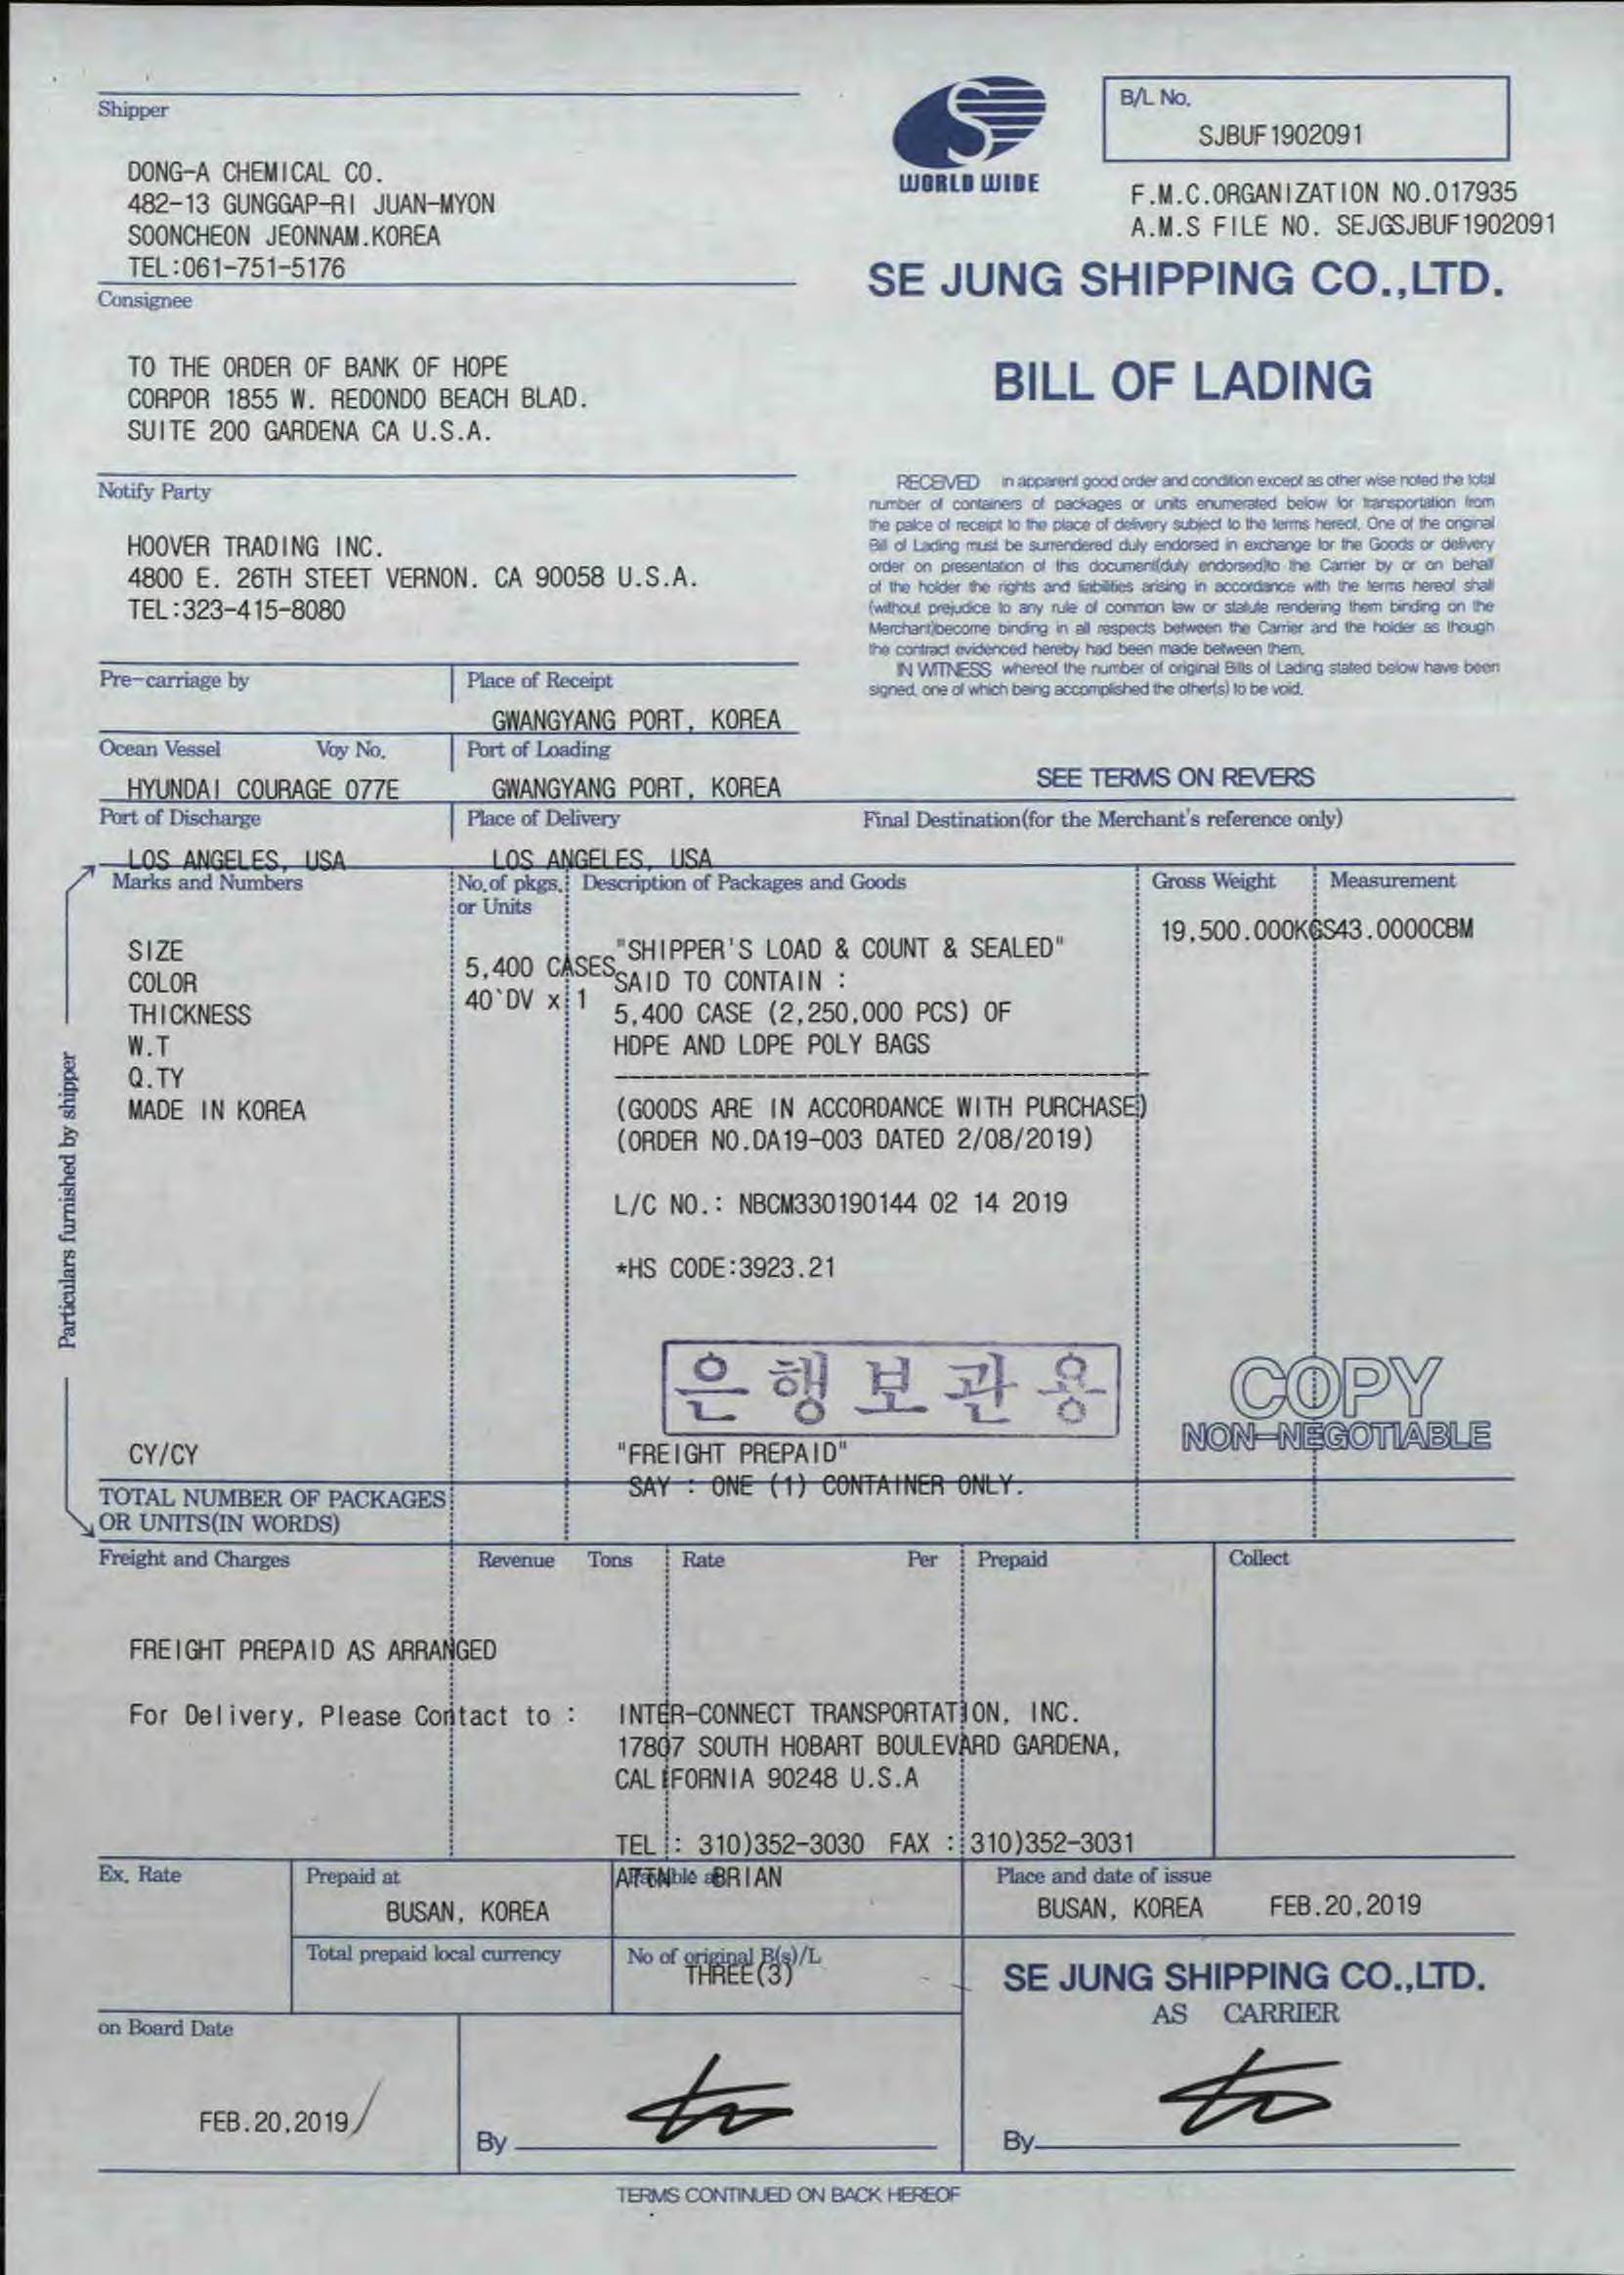 Shipper
DONG-A CHEMICAL CO.
482-13 GUNGGAP-RI JUAN-MYON
SOONCHEON JEONNAM.KOREA
TEL:061-751-5176
WORLD WIDE
B/L No.
SJBUF1902091
F.M.C.ORGANIZATION NO.017935
A.M.S FILE NO. SEJGSJBUF1902091
SE JUNG SHIPPING CO.,LTD.
BILL OF LADING
Consignee
TO THE ORDER OF BANK OF HOPE
CORPOR 1855 W. REDONDO BEACH BLAD.
SUITE 200 GARDENA CA U.S.A.
Notify Party
HOOVER TRADING INC.
4800 E. 26TH STEET VERNON. CA 90058 U.S.A.
TEL:323-415-8080
RECEIVED in apparent good order and condition except as other wise noted the total
number of containers of packages or units enumerated below for transportation from
the palce of receipt to the place of delivery subject to the terms hereof. One of the original
Bill of Lading must be surrendered duly endorsed in exchange for the Goods or delivery
order on presentation of this document(duly endorsed)to the Carrier by or on behalf
of the holder the rights and liabilities arising in accordance with the terms hereof shall
(without prejudice to any rule of common law or statute rendering them binding on the
Merchant)become binding in all respects between the Carrier and the holder as though
the contract evidenced hereby had been made between them.
IN WITNESS whereof the number of original Bills of Lading stated below have been
signed, one of which being accomplished the other(s) to be void.
Pre-carriage by
Place of Receipt
GWANGYANG PORT, KOREA
Ocean Vessel Voy No.
Port of Loading
HYUNDAI COURAGE 077E
GWANGYANG PORT, KOREA
SEE TERMS ON REVERS
Port of Discharge
Place of Delivery
Final Destination(for the Merchant's reference only)
LOS ANGELES, USA
LOS ANGELES, USA
Particulars furnished by shipper
Marks and Numbers
No.of pkgs.
or Units
Description of Packages and Goods
Gross Weight
Measurement
SIZE
COLOR
THICKNESS
W.T
Q.TY
MADE IN KOREA
5,400 CASES
40`DV x 1
"SHIPPER'S LOAD & COUNT & SEALED"
SAID TO CONTAIN :
5,400 CASE (2,250,000 PCS) OF
HDPE AND LDPE POLY BAGS
19,500.000KGS43.0000CBM
(GOODS ARE IN ACCORDANCE WITH PURCHASE)
(ORDER NO.DA19-003 DATED 2/08/2019)
L/C NO.: NBCM330190144 02 14 2019
*HS CODE:3923.21
은행보관용
COPY
NON-NEGOTIABLE
CY/CY
"FREIGHT PREPAID"
SAY : ONE (1) CONTAINER ONLY.
TOTAL NUMBER OF PACKAGES
OR UNITS(IN WORDS)
Freight and Charges
Revenue Tons
Rate Per
Prepaid
Collect
FREIGHT PREPAID AS ARRANGED
For Delivery, Please Contact to :
INTER-CONNECT TRANSPORTATION, INC.
17807 SOUTH HOBART BOULEVARD GARDENA,
CALIFORNIA 90248 U.S.A
TEL : 310)352-3030 FAX : 310)352-3031
ATTN : BRIAN
Ex. Rate
Prepaid at
BUSAN, KOREA
Place and date of issue
BUSAN, KOREA FEB.20,2019
Total prepaid local currency
No of original B(s)/L
THREE(3)
SE JUNG SHIPPING CO.,LTD.
AS CARRIER
on Board Date
FEB.20,2019
By
By
TERMS CONTINUED ON BACK HEREOF